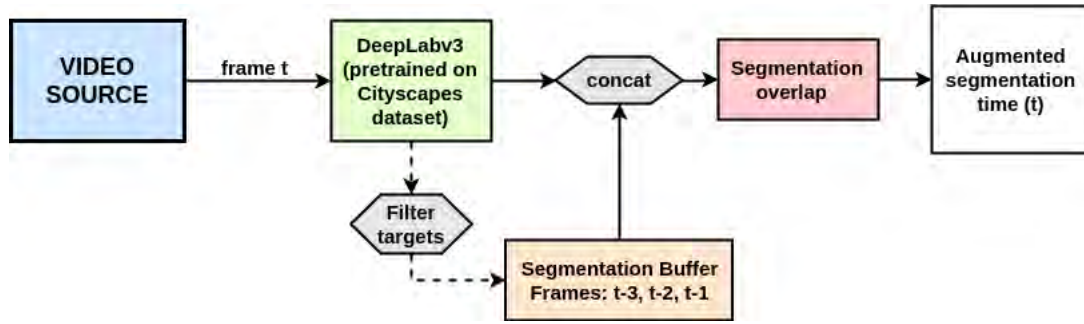 VIDEO
SOURCE
frame t
DeepLabv3
(pretrained on
Cityscapes
dataset)
concat
Segmentation
overlap
Augmented
segmentation
time (t)
Filter
targets
Segmentation Buffer
Frames: t-3, t-2, t-1